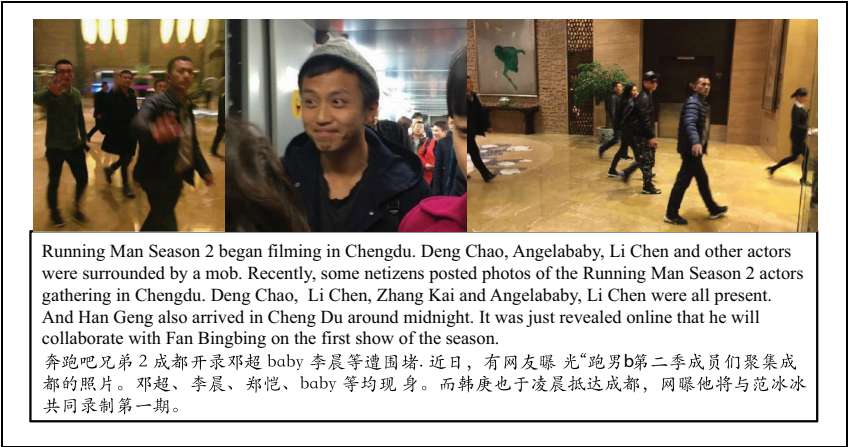 Running Man Season 2 began filming in Chengdu. Deng Chao, Angelababy, Li Chen and other actors
were surrounded by a mob. Recently, some netizens posted photos of the Running Man Season 2 actors
gathering in Chengdu. Deng Chao,  Li Chen, Zhang Kai and Angelababy, Li Chen were all present.
And Han Geng also arrived in Cheng Du around midnight. It was just revealed online that he will
collaborate with Fan Bingbing on the first show of the season.
奔跑吧兄弟 2 成都开录邓超 baby 李晨等遭围堵. 近日，有网友曝 光“跑男b第二季成员们聚集成
都的照片。邓超、李晨、郑恺、baby 等均现 身。而韩庚也于凌晨抵达成都，网曝他将与范冰冰
共同录制第一期。